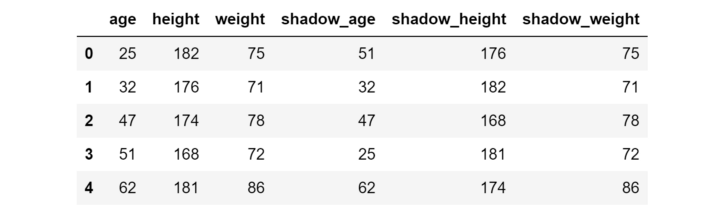 age height weight shadow_age shadow_height shadow_weight
0 25 182 75 51 176 75
1 32 176 71 32 182 71
2 47 174 78 47 168 78
3 51 168 72 25 181 72
4 62 181 86 62 174 86